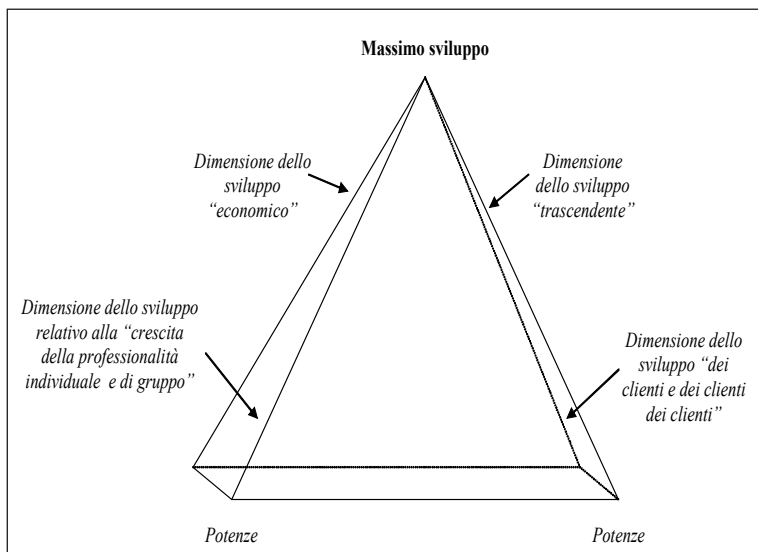 Massimo sviluppo
Dimensione dello
sviluppo
“economico”
Dimensione
dello sviluppo
“trascendente”
Dimensione dello sviluppo
relativo alla “crescita
della professionalità
individuale e di gruppo”
Dimensione dello
sviluppo “dei
clienti e dei clienti
dei clienti”
Potenze
Potenze